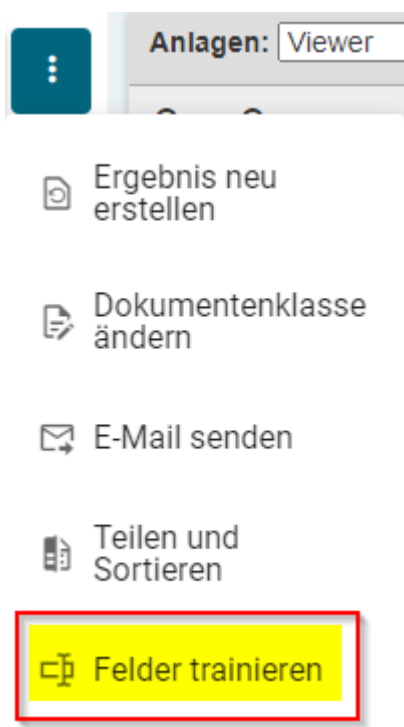 Anlagen: Viewer
Ergebnis neu
erstellen
Dokumentenklasse
ändern
E-Mail senden
Teilen und
Sortieren
Felder trainieren